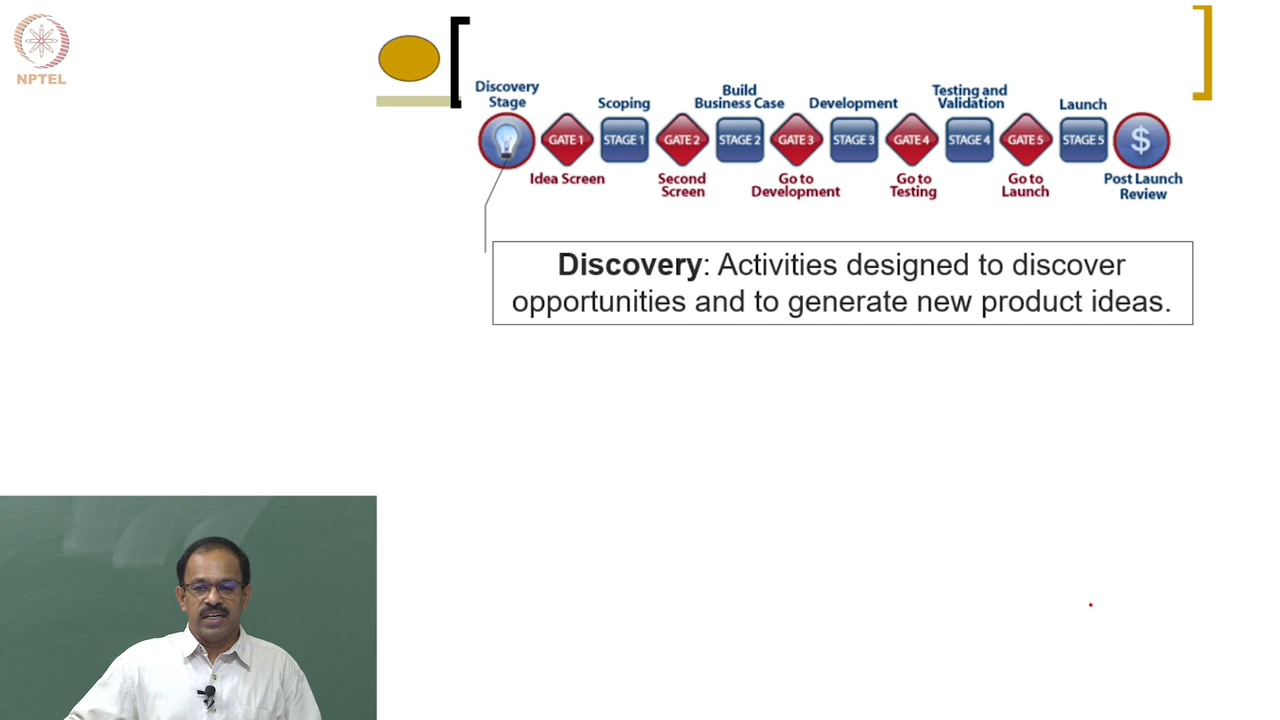 NPTEL
Discovery
Stage
Scoping
Build
Business Case
Development
Testing and
Validation
Launch
GATE 1
STAGE 1
GATE 2
STAGE 2
GATE 3
STAGE 3
GATE 4
STAGE 4
GATE 5
STAGE 5
$
Idea Screen
Second
Screen
Go to
Development
Go to
Testing
Go to
Launch
Post Launch
Review
Discovery: Activities designed to discover
opportunities and to generate new product ideas.